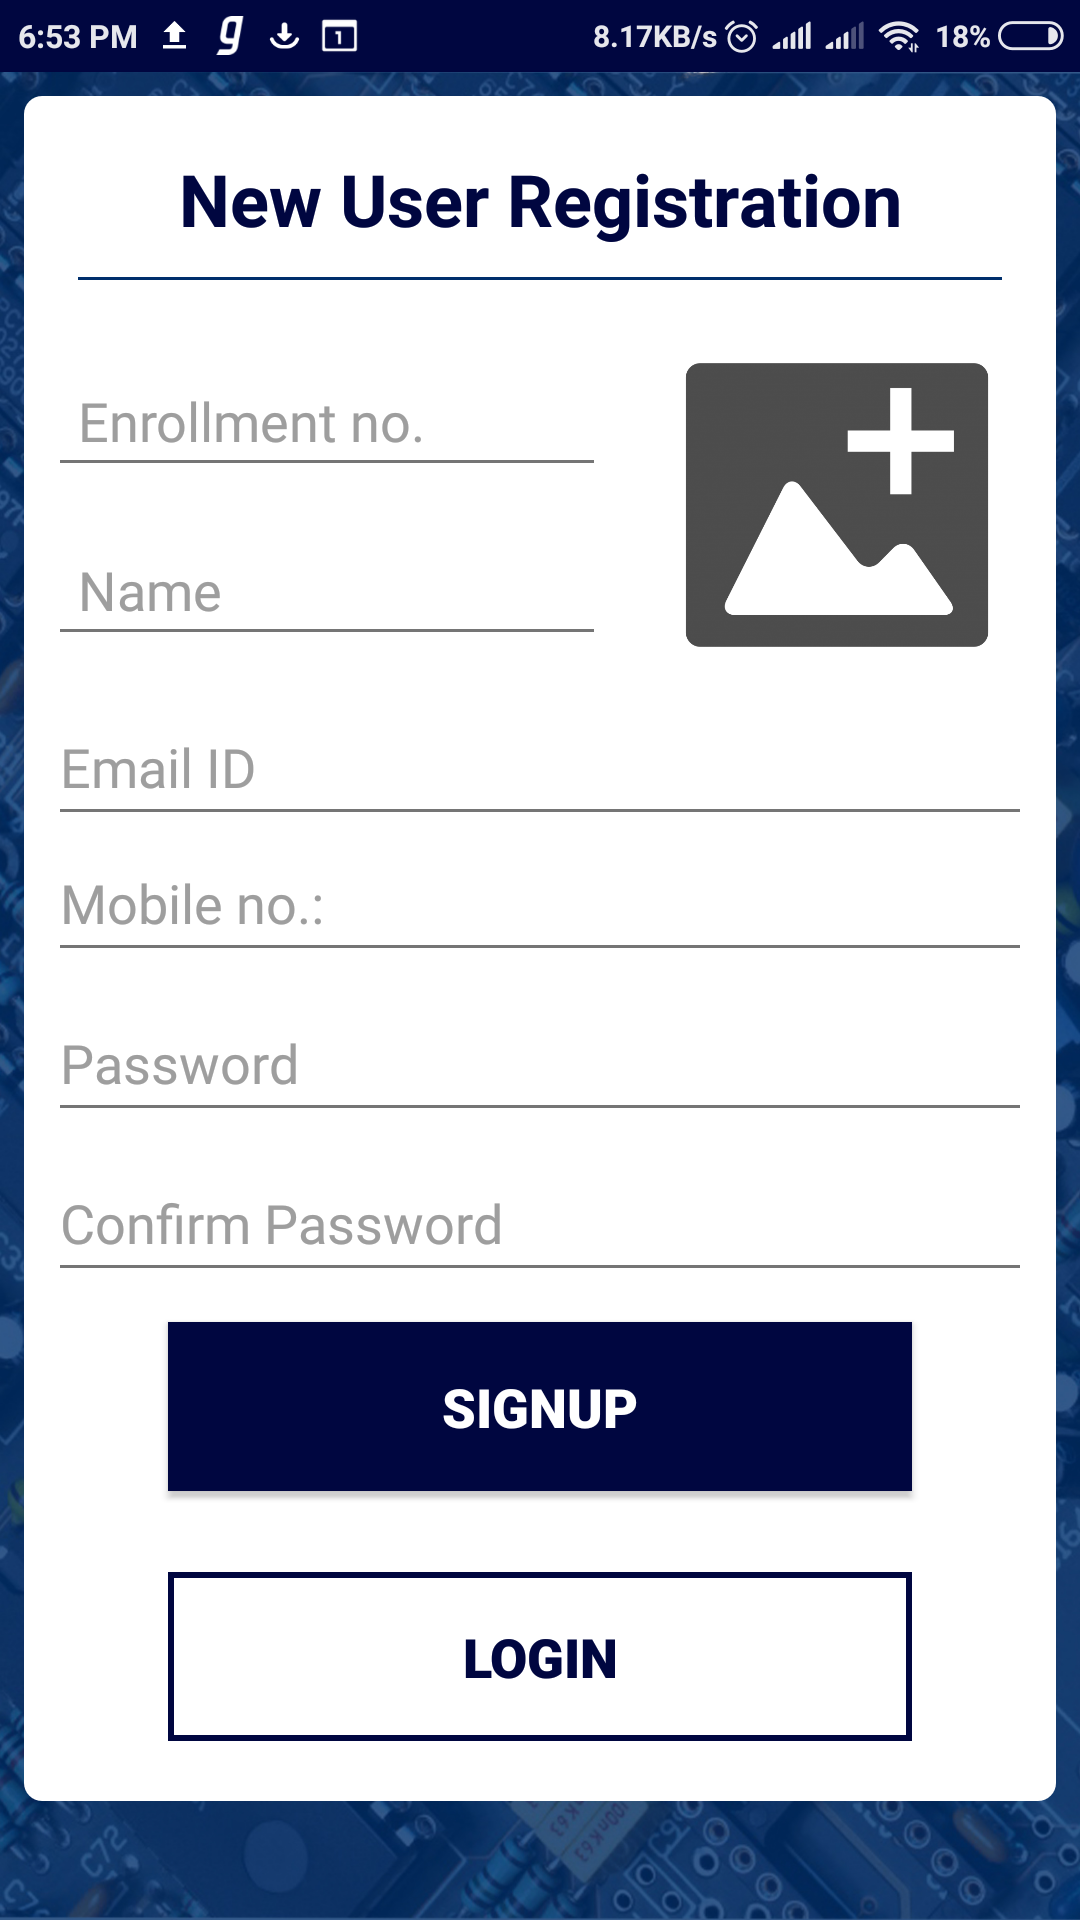 6:53 PM g 1 8.17KB/s 18%
New User Registration
Enrollment no.
Name
Email ID
Mobile no.:
Password
Confirm Password
SIGNUP
LOGIN